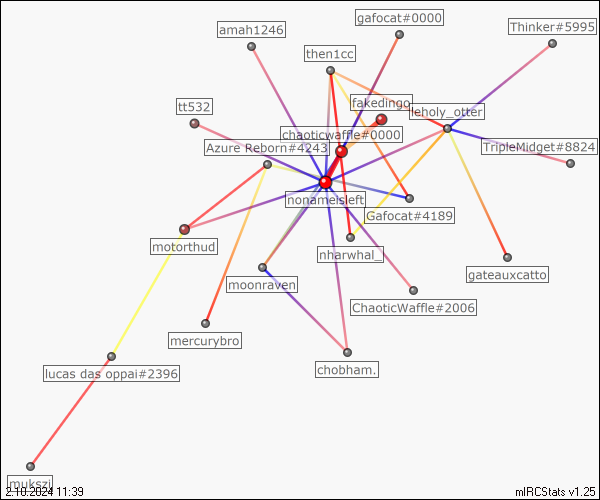 gafocat#0000
amah1246
Thinker#5995
then1cc
fakedingo
tt532
leholy_otter
chaoticwaffle#0000
Azure Reborn#4243
TripleMidget#8824
nonameisleft
Gafocat#4189
motorthud
nharwhal_
gateauxcatto
moonraven
ChaoticWaffle#2006
mercurybro
chobham.
lucas das oppai#2396
mukszi
2.10.2024 11:39
mIRCStats v1.25